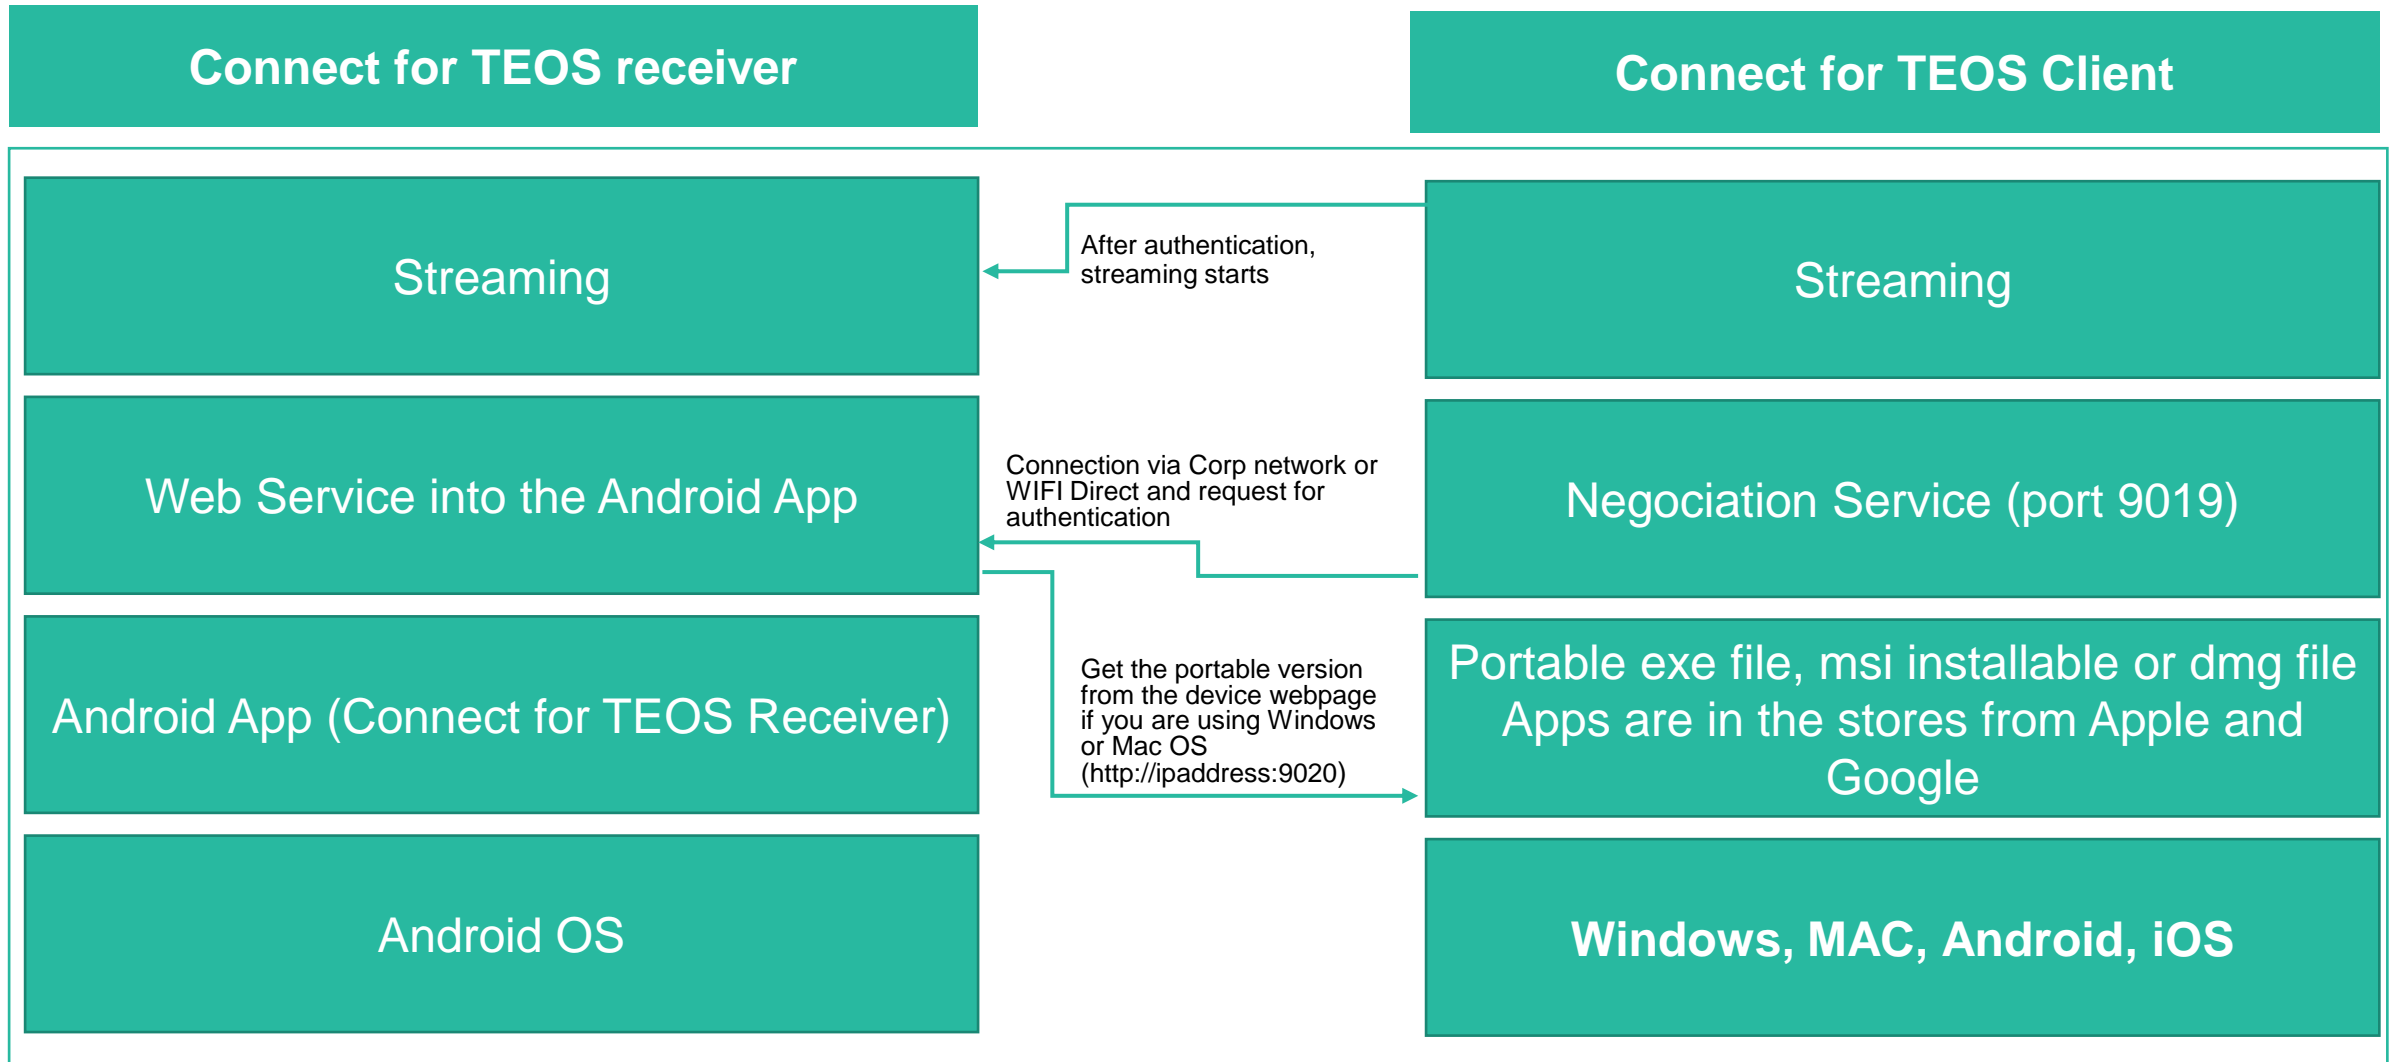 Connect for TEOS receiver
Connect for TEOS Client
Streaming
After authentication,
streaming starts
Streaming
Web Service into the Android App
Connection via Corp network or
WIFI Direct and request for
authentication
Negociation Service (port 9019)
Android App (Connect for TEOS Receiver)
Get the portable version
from the device webpage
if you are using Windows
or Mac OS
(http://ipaddress:9020)
Portable exe file, msi installable or dmg file
Apps are in the stores from Apple and
Google
Android OS
Windows, MAC, Android, iOS